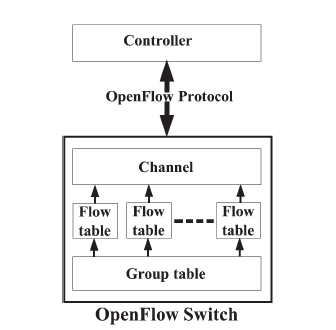 Controller
OpenFlow Protocol
Channel
Flow
table
Flow
table
Flow
table
Group table
OpenFlow Switch